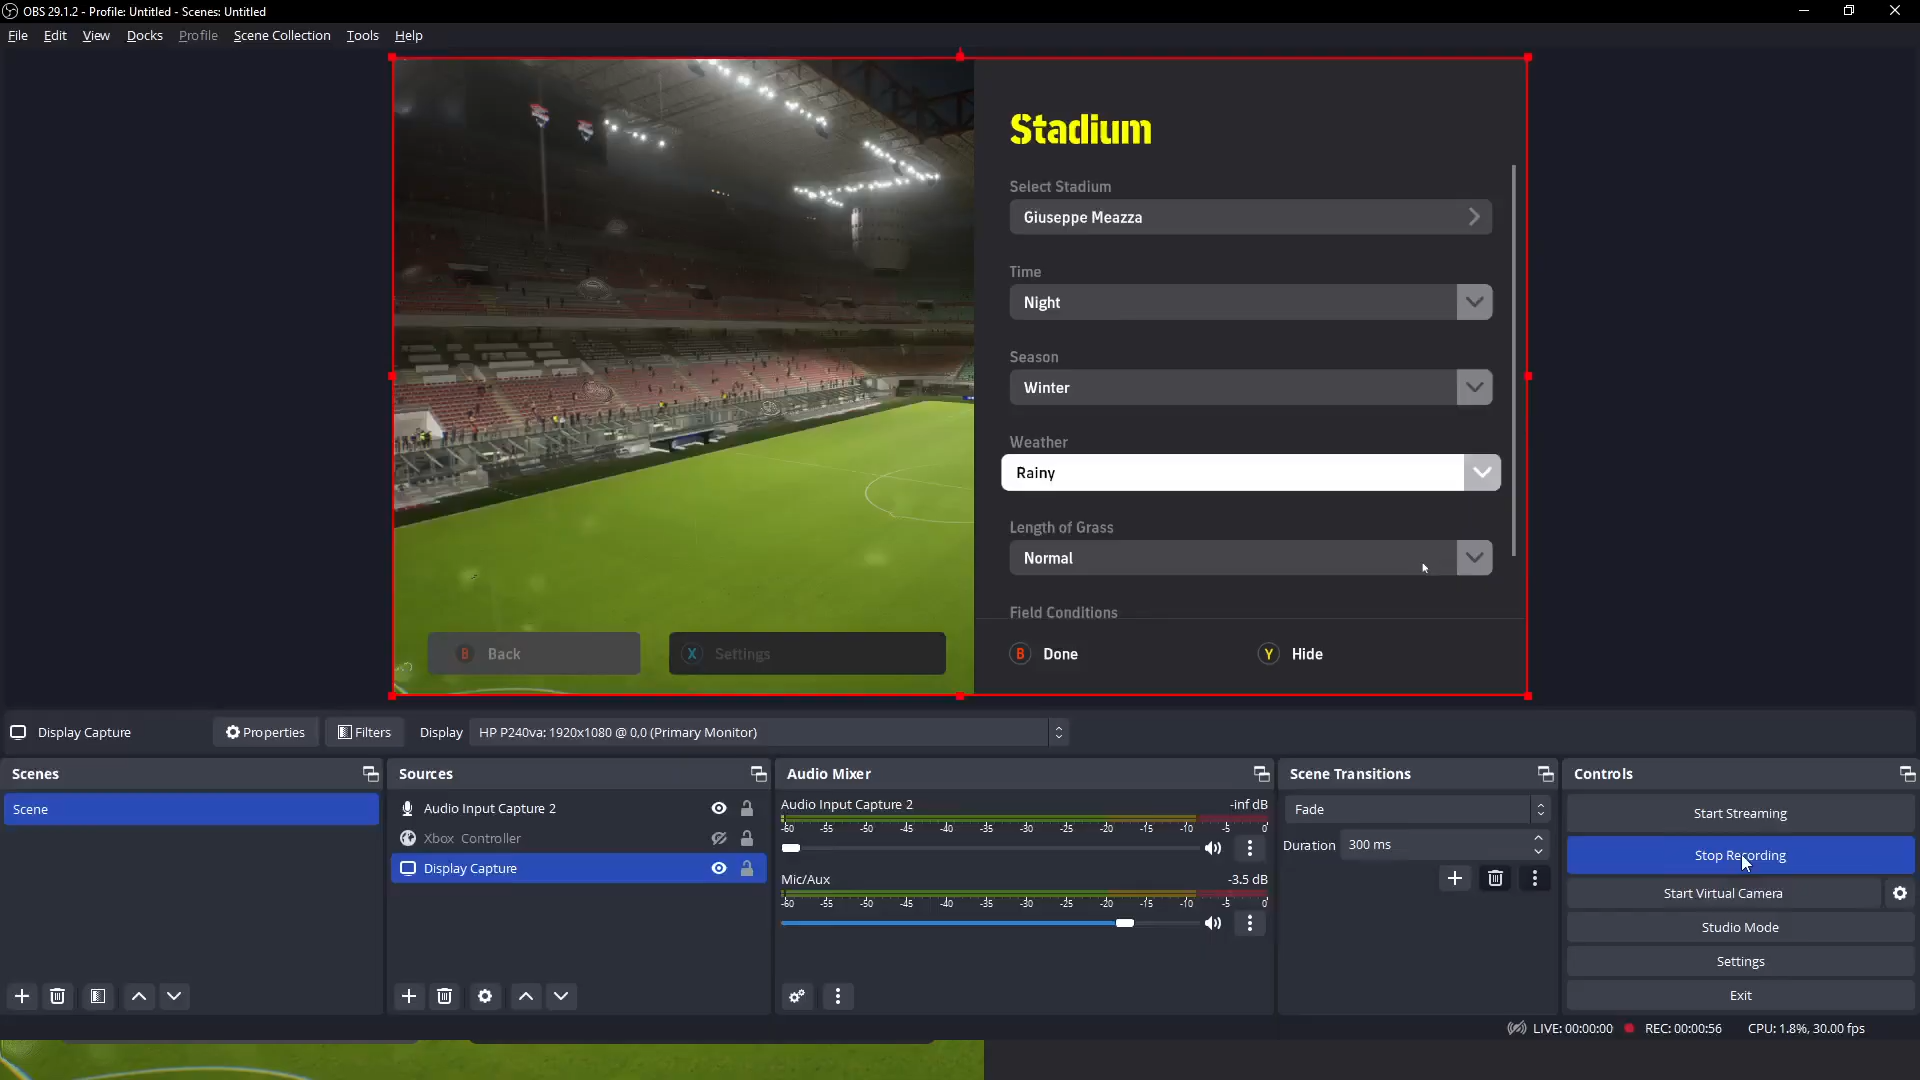 OBS 29.1.2 - Profile: Untitled - Scenes: Untitled
File Edit View Docks Profile Scene Collection Tools Help
Stadium
Select Stadium
Giuseppe Meazza
Time
Night
Season
Winter
Weather
Rainy
Length of Grass
Normal
Field Conditions
B Back X Settings
B Done Y Hide
Display Capture Properties Filters Display HP P240va: 1920x1080 @ 0,0 (Primary Monitor)
Scenes
Scene
Sources
Audio Input Capture 2
Xbox Controller
Display Capture
Audio Mixer
Audio Input Capture 2 -inf dB
-60 -55 -50 -45 -40 -35 -30 -25 -20 -15 -10 -5 0
Mic/Aux -3.5 dB
-60 -55 -50 -45 -40 -35 -30 -25 -20 -15 -10 -5 0
Scene Transitions
Fade
Duration 300 ms
Controls
Start Streaming
Stop Recording
Start Virtual Camera
Studio Mode
Settings
Exit
LIVE: 00:00:00 REC: 00:00:56 CPU: 1.8%, 30.00 fps